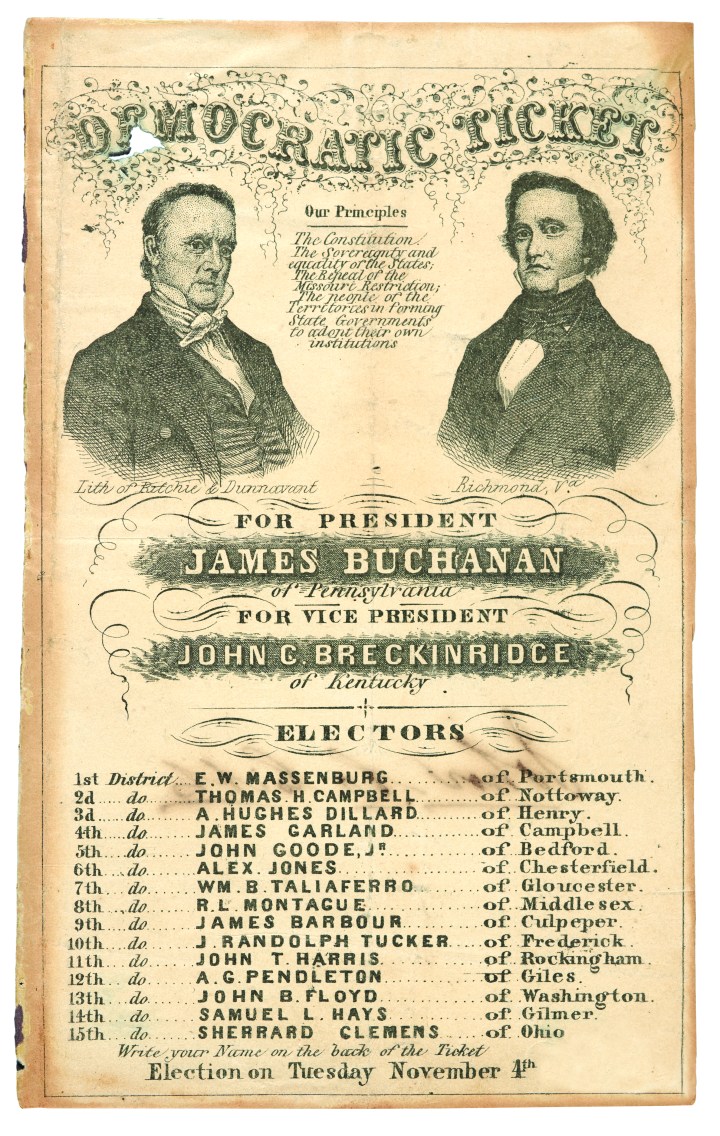 DEMOCRATIC TICKET
Our Principles
The Constitution.
The Sovereignty and
equality of the States;
The Repeal of the
Missouri Restriction;
The people of the
Territories in forming
State Governments
to adopt their own
institutions
Lith of Ritchie & Dunnavant Richmond, Va.
FOR PRESIDENT
JAMES BUCHANAN
of Pennsylvania
FOR VICE PRESIDENT
JOHN C. BRECKINRIDGE
of Kentucky
ELECTORS
1st District... E. W. MASSENBURG..........of Portsmouth.
2d.....do........THOMAS. H. CAMPBELL........of Nottoway.
3d.....do........A. HUGHES DILLARD........of Henry.
4th....do........JAMES GARLAND..........of Campbell.
5th....do........JOHN GOODE, Jr..........of Bedford.
6th....do........ALEX. JONES..............of Chesterfield.
7th....do........WM. B. TALIAFERRO........of Gloucester.
8th....do........R. L. MONTAGUE..........of Middlesex.
9th....do........JAMES BARBOUR..........of Culpeper.
10th....do.......J. RANDOLPH TUCKER.....of Frederick.
11th....do.......JOHN T. HARRIS..........of Rockingham.
12th....do.......A. G. PENDLETON..........of Giles.
13th....do.......JOHN B. FLOYD............of Washington.
14th....do.......SAMUEL L. HAYS..........of Gilmer.
15th....do.......SHERRARD CLEMENS......of Ohio
Write your Name on the back of the Ticket
Election on Tuesday November 4th